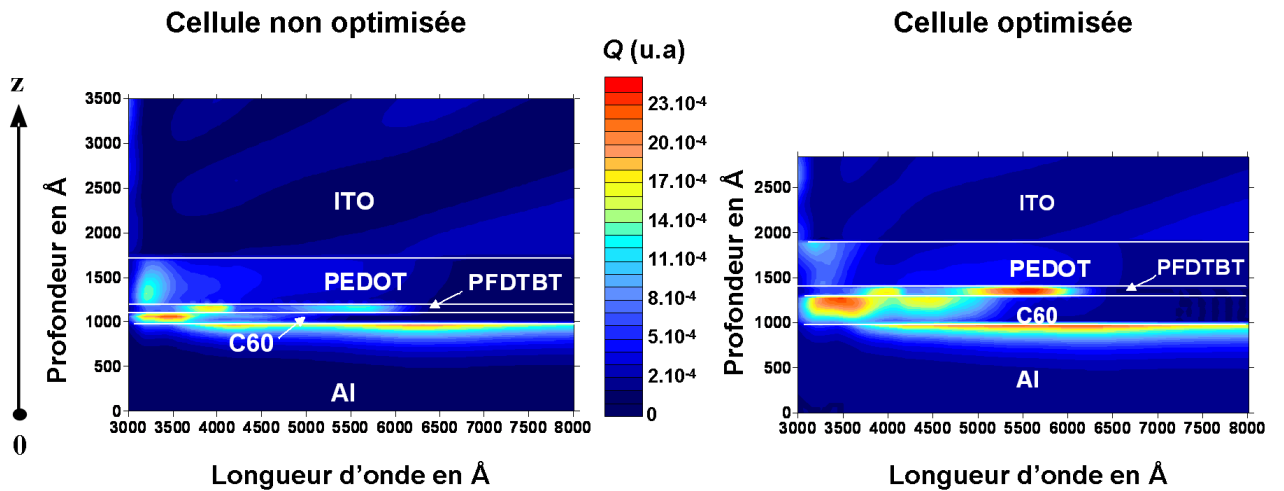 Cellule non optimisée
Cellule optimisée
Q (u.a)
z
0
Profondeur en Å
3500
3000
2500
2000
1500
1000
500
0
ITO
PEDOT
PFDTBT
C60
Al
3000 3500 4000 4500 5000 5500 6000 6500 7000 7500 8000
Longueur d’onde en Å
23.10-4
20.10-4
17.10-4
14.10-4
11.10-4
8.10-4
5.10-4
2.10-4
0
Profondeur en Å
2500
2000
1500
1000
500
0
ITO
PEDOT
PFDTBT
C60
Al
3000 3500 4000 4500 5000 5500 6000 6500 7000 7500 8000
Longueur d’onde en Å